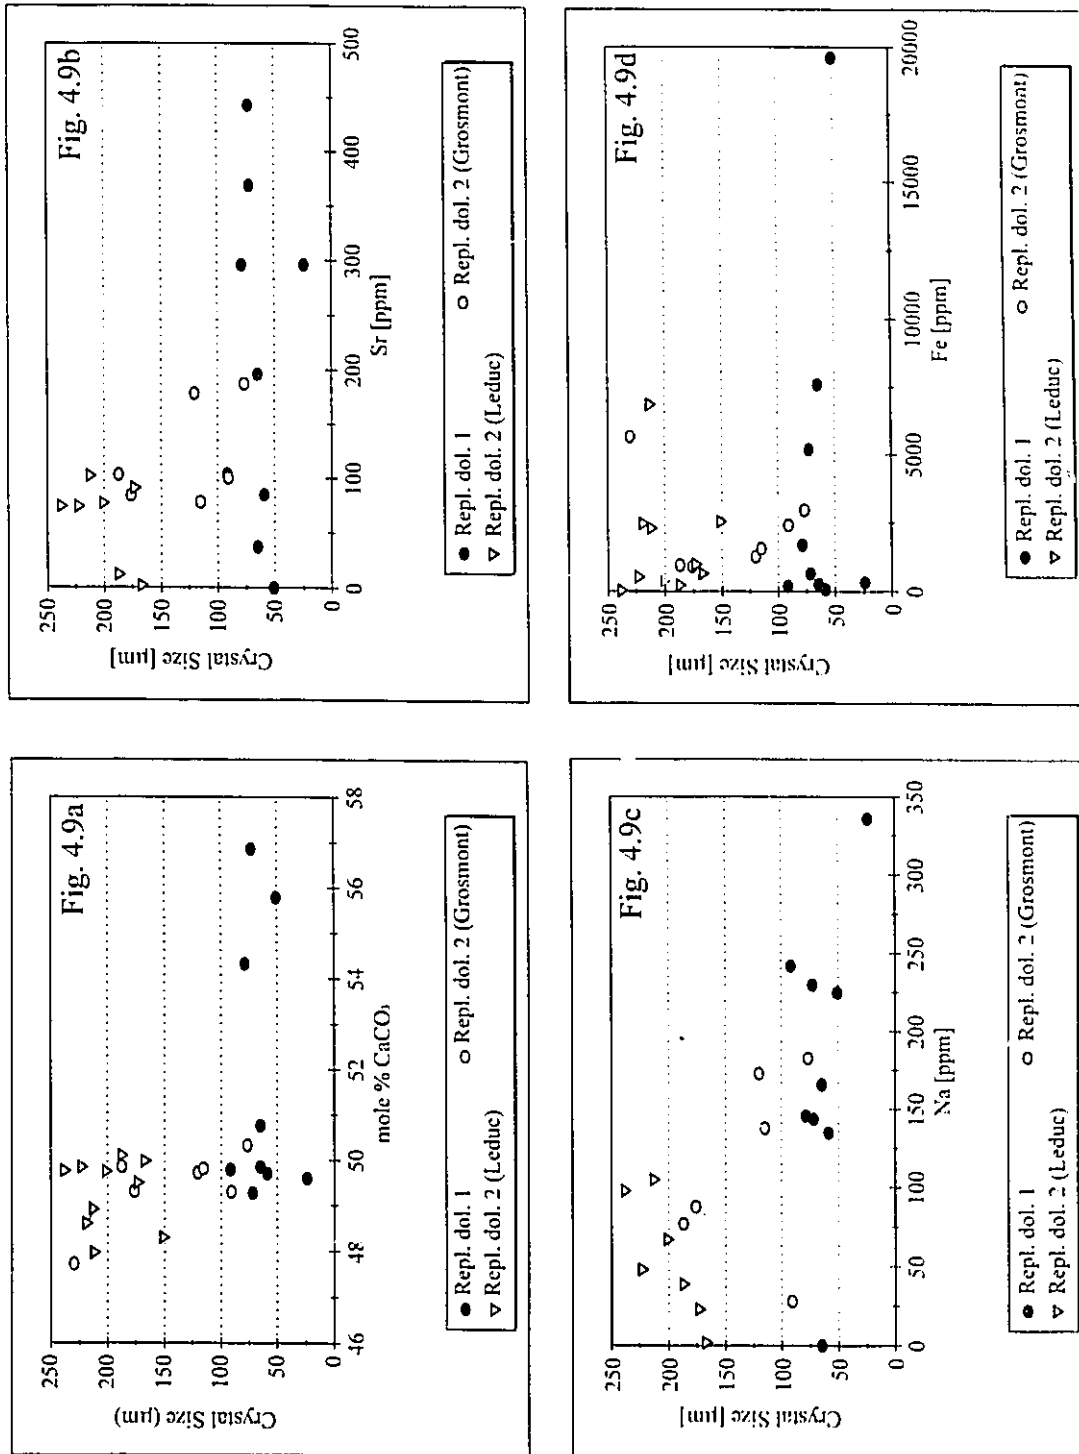 Fig. 4.9a
250
200
150
100
50
0
Crystal Size (µm)
46
48
50
52
54
56
58
mole % CaCO₃
● Repl. dol. 1
○ Repl. dol. 2 (Grosmont)
▽ Repl. dol. 2 (Leduc)
Fig. 4.9b
250
200
150
100
50
0
Crystal Size [µm]
0
100
200
300
400
500
Sr [ppm]
● Repl. dol. 1
○ Repl. dol. 2 (Grosmont)
▽ Repl. dol. 2 (Leduc)
Fig. 4.9c
250
200
150
100
50
0
Crystal Size [µm]
0
50
100
150
200
250
300
350
Na [ppm]
● Repl. dol. 1
○ Repl. dol. 2 (Grosmont)
▽ Repl. dol. 2 (Leduc)
Fig. 4.9d
250
200
150
100
50
0
Crystal Size [µm]
0
5000
10000
15000
20000
Fe [ppm]
● Repl. dol. 1
○ Repl. dol. 2 (Grosmont)
▽ Repl. dol. 2 (Leduc)